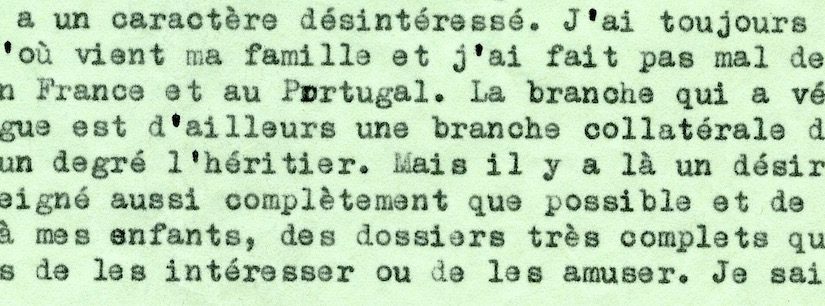 a un caractère désintéressé. J'ai toujours
'où vient ma famille et j'ai fait pas mal de
n France et au Portugal. La branche qui a vé
gue est d'ailleurs une branche collatérale d
un degré l'héritier. Mais il y a là un désir
eigné aussi complètement que possible et de
à mes enfants, des dossiers très complets qu
s de les intéresser ou de les amuser. Je sai